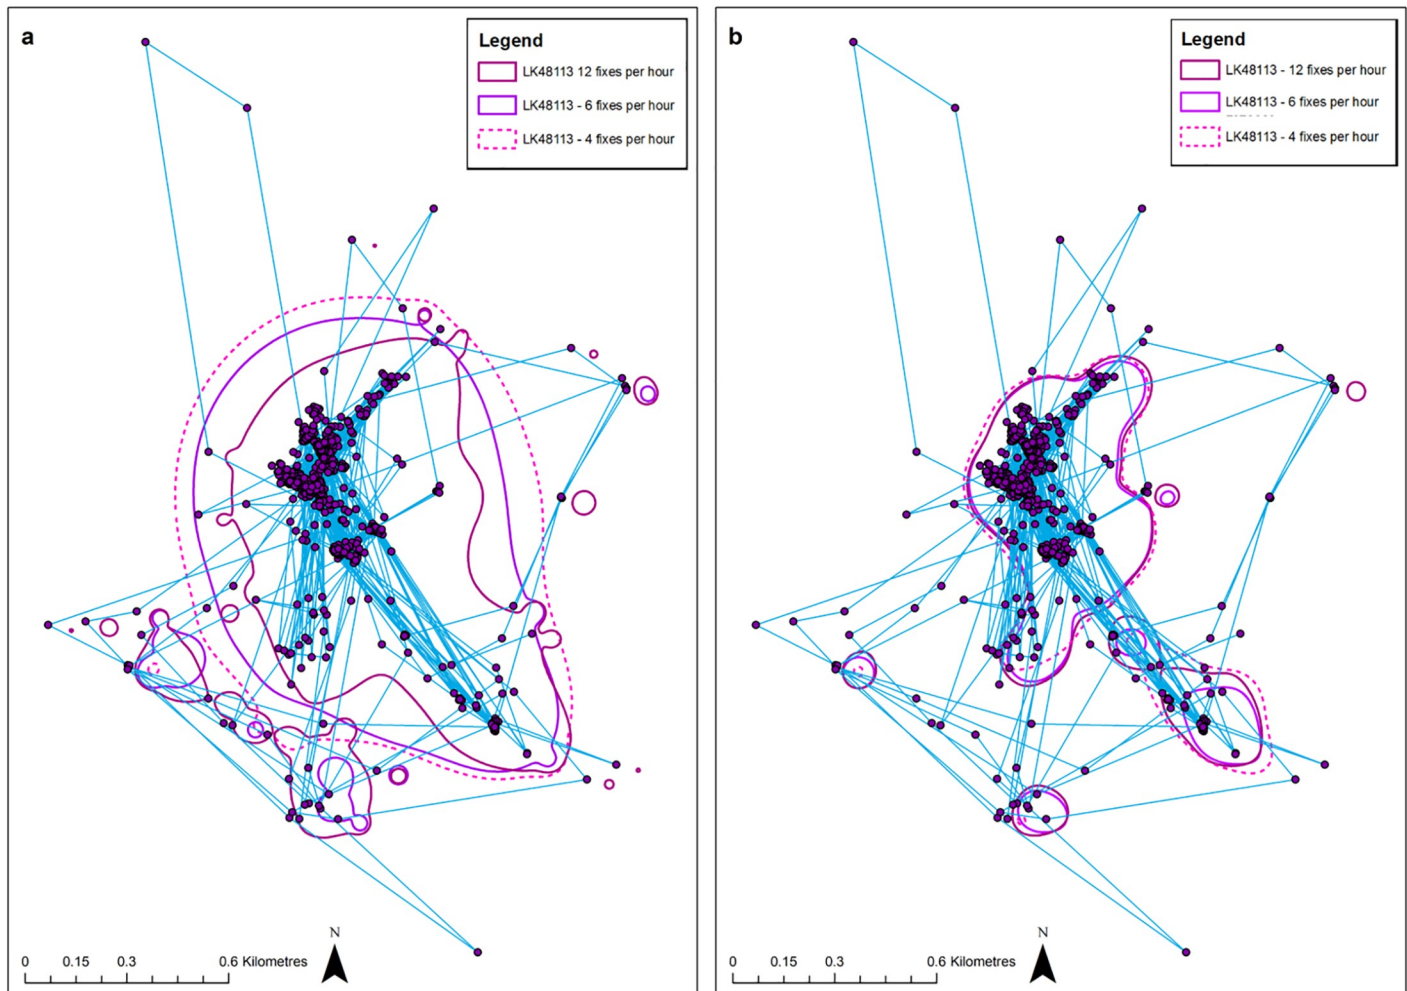 a
Legend
LK48113 12 fixes per hour
LK48113 - 6 fixes per hour
LK48113 - 4 fixes per hour
N
0 0.15 0.3 0.6 Kilometres
b
Legend
LK48113 - 12 fixes per hour
LK48113 - 6 fixes per hour
LK48113 - 4 fixes per hour
N
0 0.15 0.3 0.6 Kilometres